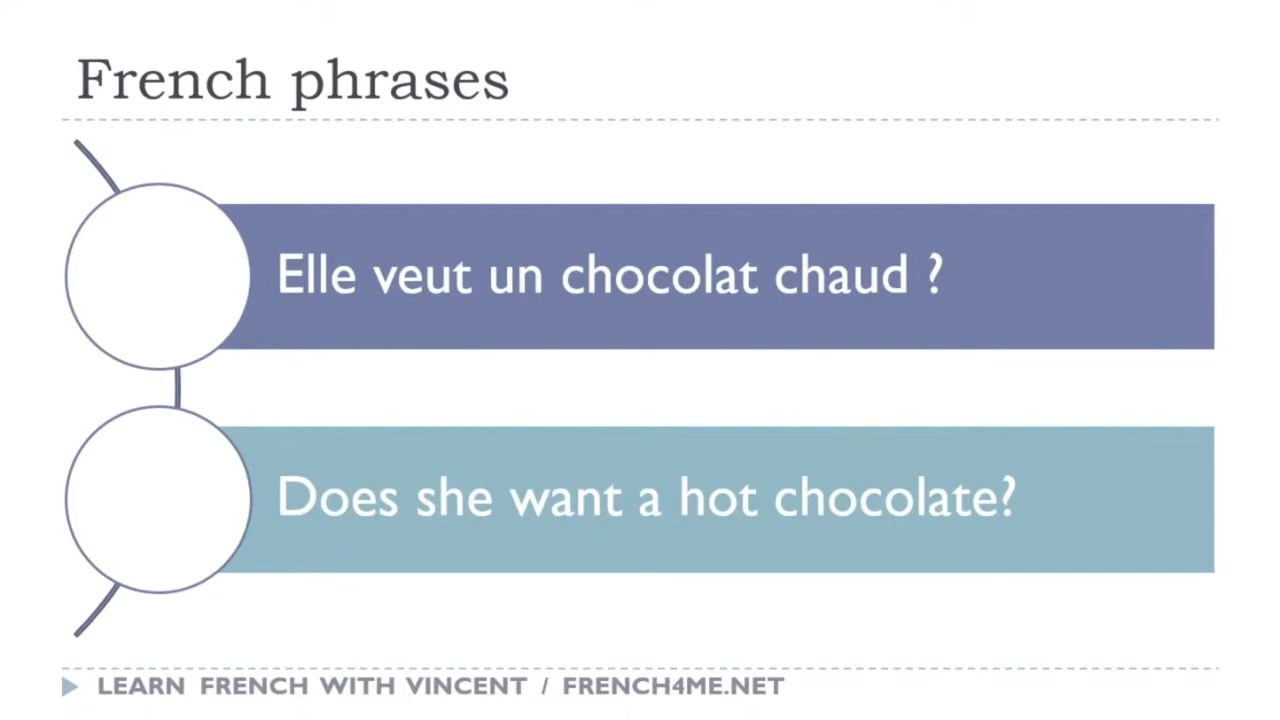 French phrases
Elle veut un chocolat chaud ?
Does she want a hot chocolate?
LEARN FRENCH WITH VINCENT / FRENCH4ME.NET